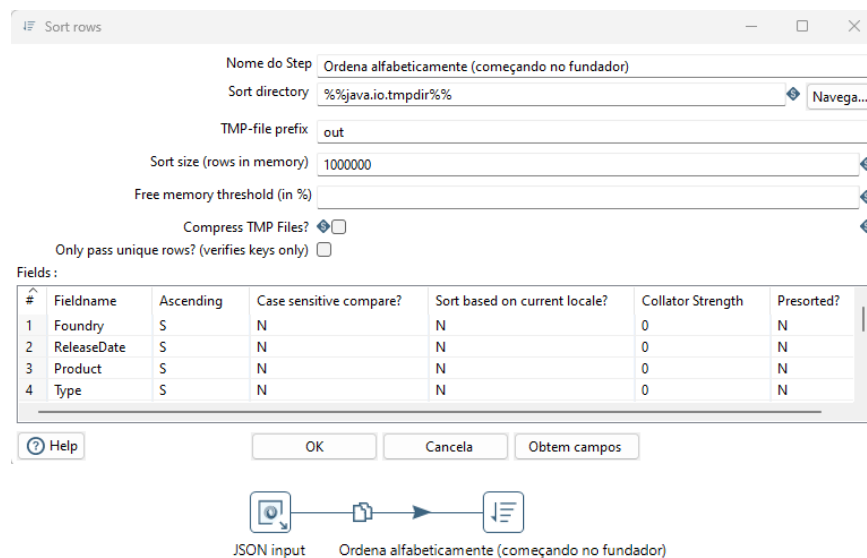 Sort rows
Nome do Step Ordena alfabeticamente (começando no fundador)
Sort directory %%java.io.tmpdir%% Navega...
TMP-file prefix out
Sort size (rows in memory) 1000000
Free memory threshold (in %)
Compress TMP Files?
Only pass unique rows? (verifies keys only)
Fields :
# Fieldname Ascending Case sensitive compare? Sort based on current locale? Collator Strength Presorted?
1 Foundry S N N 0 N
2 ReleaseDate S N N 0 N
3 Product S N N 0 N
4 Type S N N 0 N
Help OK Cancela Obtem campos
JSON input Ordena alfabeticamente (começando no fundador)